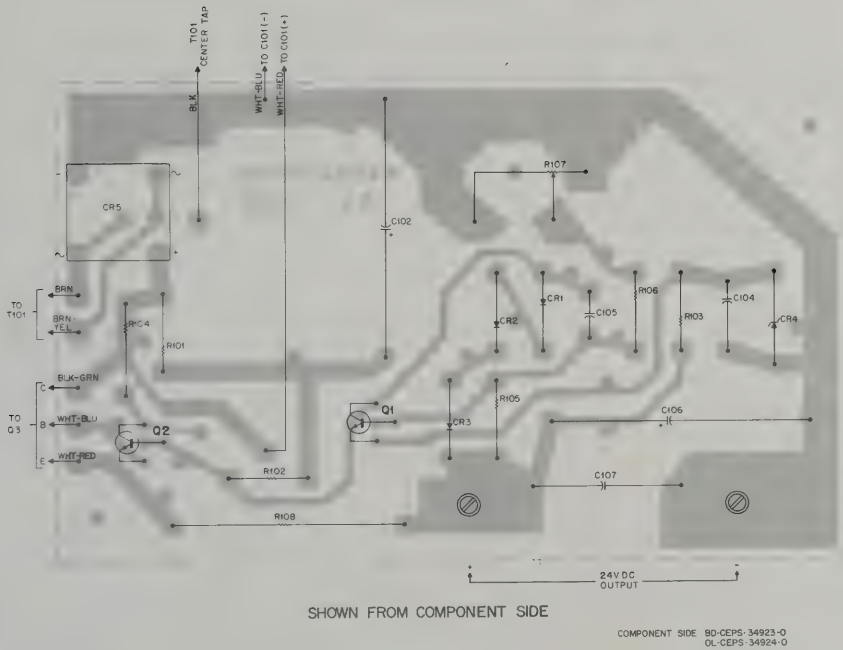 T101
CENTER TAP
WHT-BLU
TO C101 (-)
WHT-RED
TO C101 (+)
BLK
R107
-
~
CR5
C102
+
~
+
BRN
TO
T101
BRN-
YEL
R104
R101
CR2
CR1
C105
R106
R103
C104
CR4
BLK-GRN
C
TO
Q3
B
WHT-BLU
E
WHT-RED
Q2
Q1
CR3
R105
C106
+
R102
C107
R108
+
-
24V DC
OUTPUT
SHOWN FROM COMPONENT SIDE
COMPONENT SIDE BD-CEPS-34923-0
OL-CEPS-34924-0